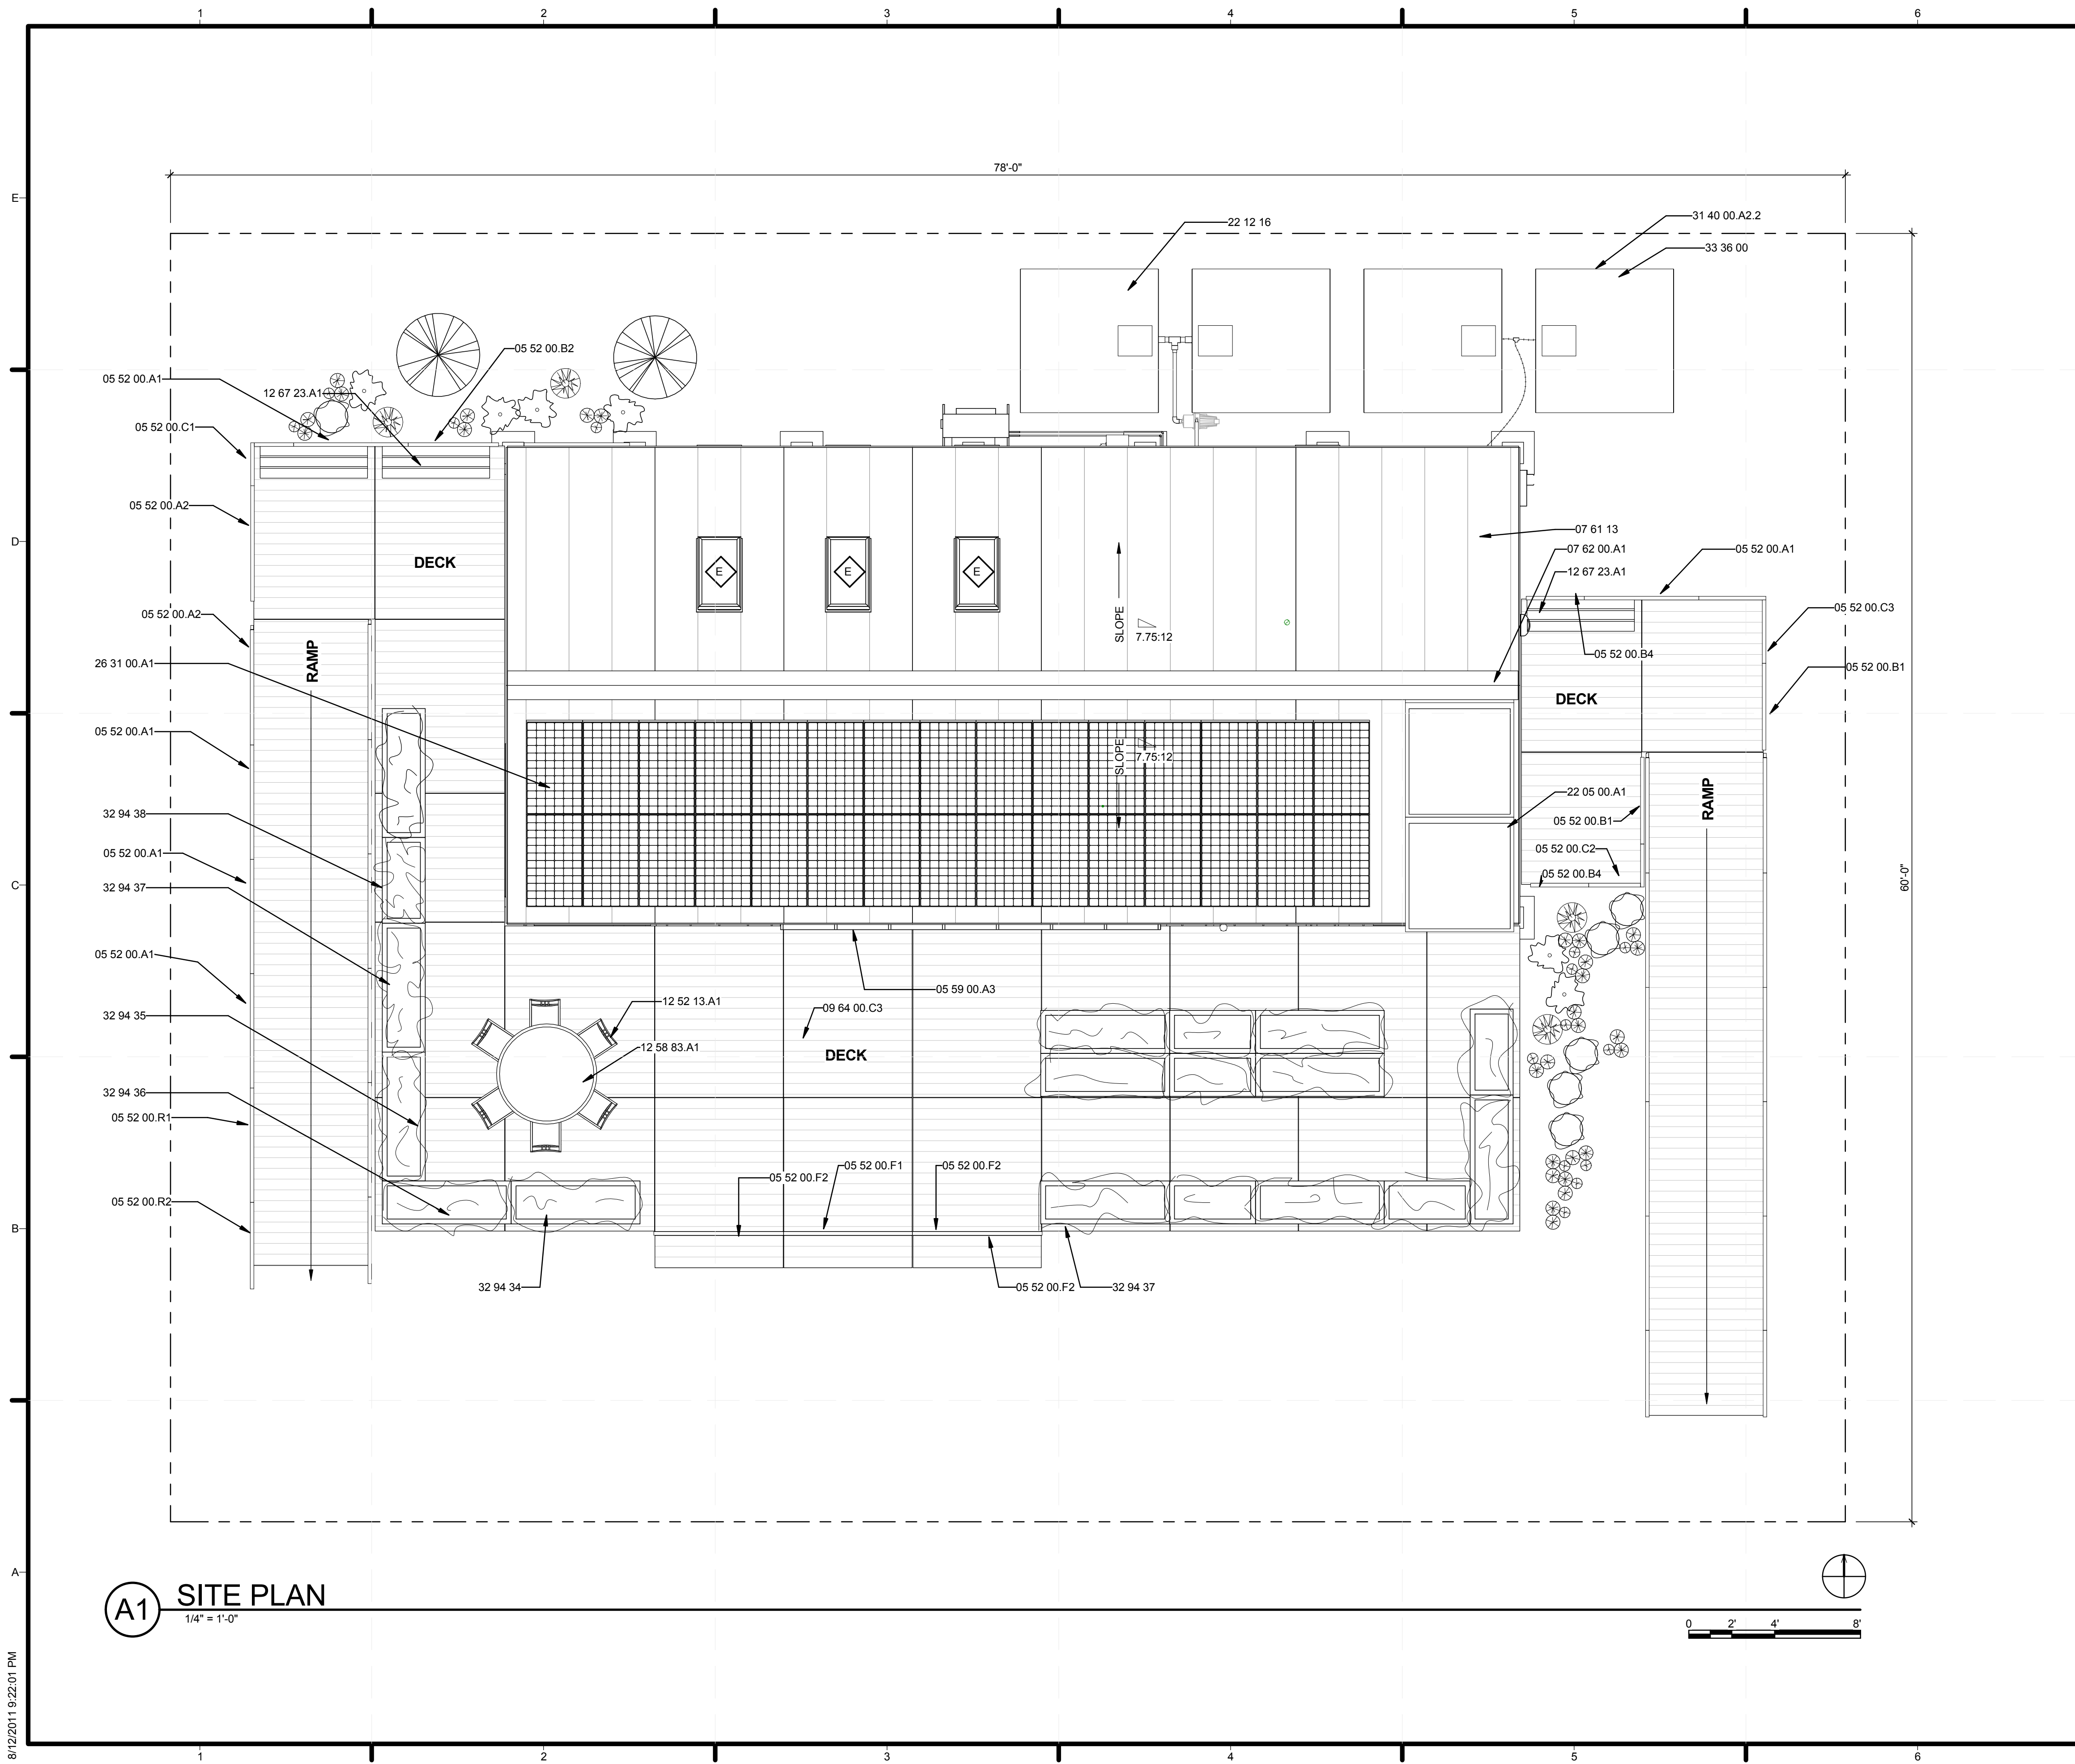 1 2 3 4 5 6
78'-0"
E
31 40 00.A2.2
22 12 16
33 36 00
05 52 00.B2
05 52 00.A1
12 67 23.A1
05 52 00.C1
05 52 00.A2
07 61 13
D
07 62 00.A1
05 52 00.A1
DECK
E E E
12 67 23.A1
05 52 00.A2
05 52 00.C3
SLOPE
7.75:12
RAMP
05 52 00.B4
26 31 00.A1
05 52 00.B1
DECK
05 52 00.A1
SLOPE
7.75:12
22 05 00.A1
RAMP
32 94 38
05 52 00.B1
05 52 00.A1
05 52 00.C2
05 52 00.B4
C
32 94 37
60'-0"
05 52 00.A1
05 59 00.A3
12 52 13.A1
09 64 00.C3
32 94 35
12 58 83.A1
DECK
32 94 36
05 52 00.R1
05 52 00.F1
05 52 00.F2
05 52 00.F2
05 52 00.R2
B
32 94 34
05 52 00.F2
32 94 37
A
A1
SITE PLAN
1/4" = 1'-0"
0 2' 4' 8'
8/12/2011 9:22:01 PM
1 2 3 4 5 6